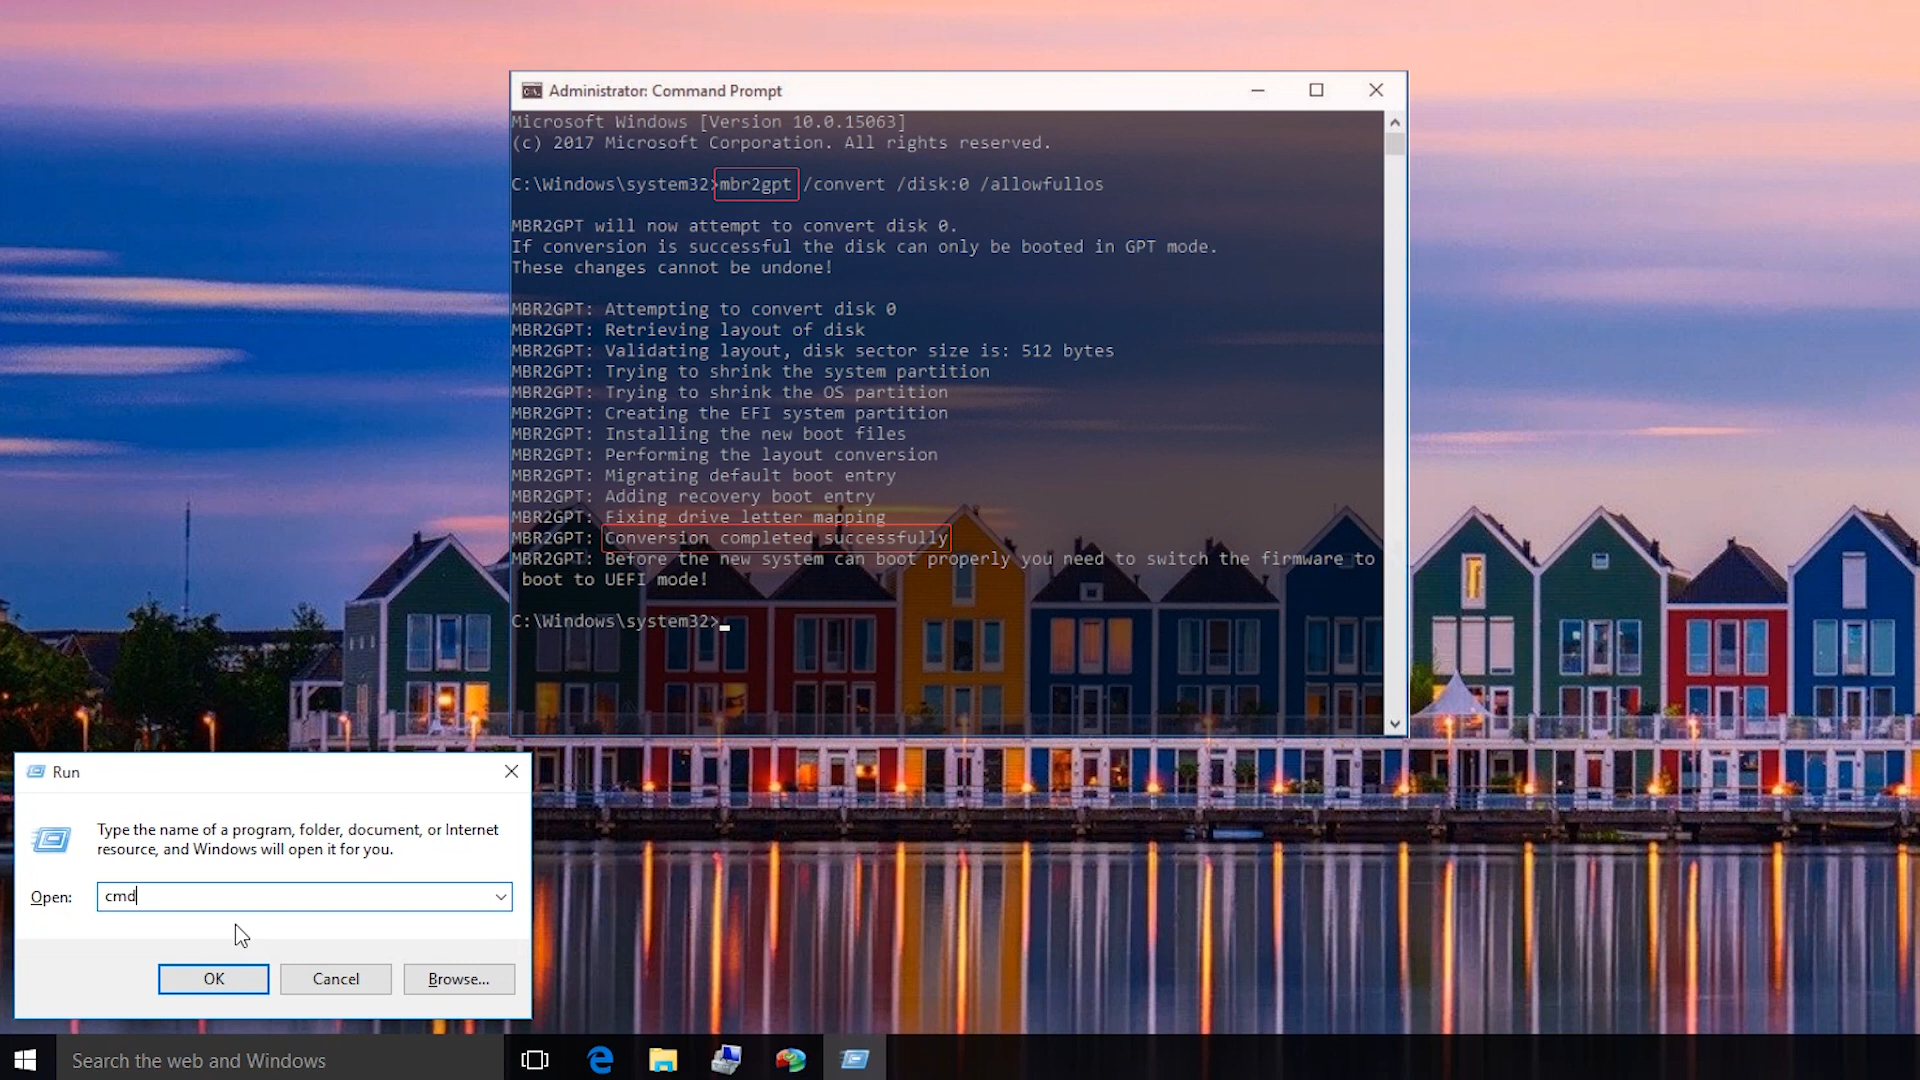 Administrator: Command Prompt
Microsoft Windows [Version 10.0.15063]
(c) 2017 Microsoft Corporation. All rights reserved.
C:\Windows\system32>mbr2gpt /convert /disk:0 /allowfullos
MBR2GPT will now attempt to convert disk 0.
If conversion is successful the disk can only be booted in GPT mode.
These changes cannot be undone!
MBR2GPT: Attempting to convert disk 0
MBR2GPT: Retrieving layout of disk
MBR2GPT: Validating layout, disk sector size is: 512 bytes
MBR2GPT: Trying to shrink the system partition
MBR2GPT: Trying to shrink the OS partition
MBR2GPT: Creating the EFI system partition
MBR2GPT: Installing the new boot files
MBR2GPT: Performing the layout conversion
MBR2GPT: Migrating default boot entry
MBR2GPT: Adding recovery boot entry
MBR2GPT: Fixing drive letter mapping
MBR2GPT: Conversion completed successfully
MBR2GPT: Before the new system can boot properly you need to switch the firmware to
boot to UEFI mode!
C:\Windows\system32>
Run
Type the name of a program, folder, document, or Internet
resource, and Windows will open it for you.
Open: cmd
OK Cancel Browse...
Search the web and Windows